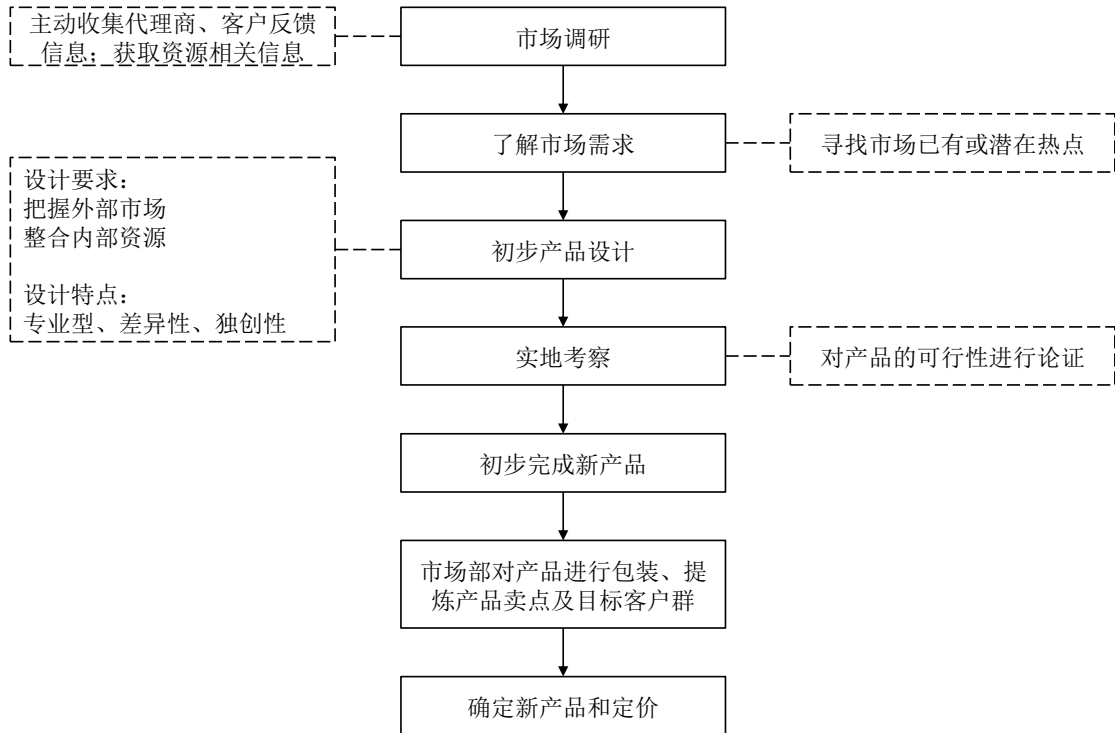 主动收集代理商、客户反馈
信息；获取资源相关信息
市场调研
了解市场需求
寻找市场已有或潜在热点
设计要求：
把握外部市场
整合内部资源
设计特点：
专业型、差异性、独创性
初步产品设计
实地考察
对产品的可行性进行论证
初步完成新产品
市场部对产品进行包装、提
炼产品卖点及目标客户群
确定新产品和定价